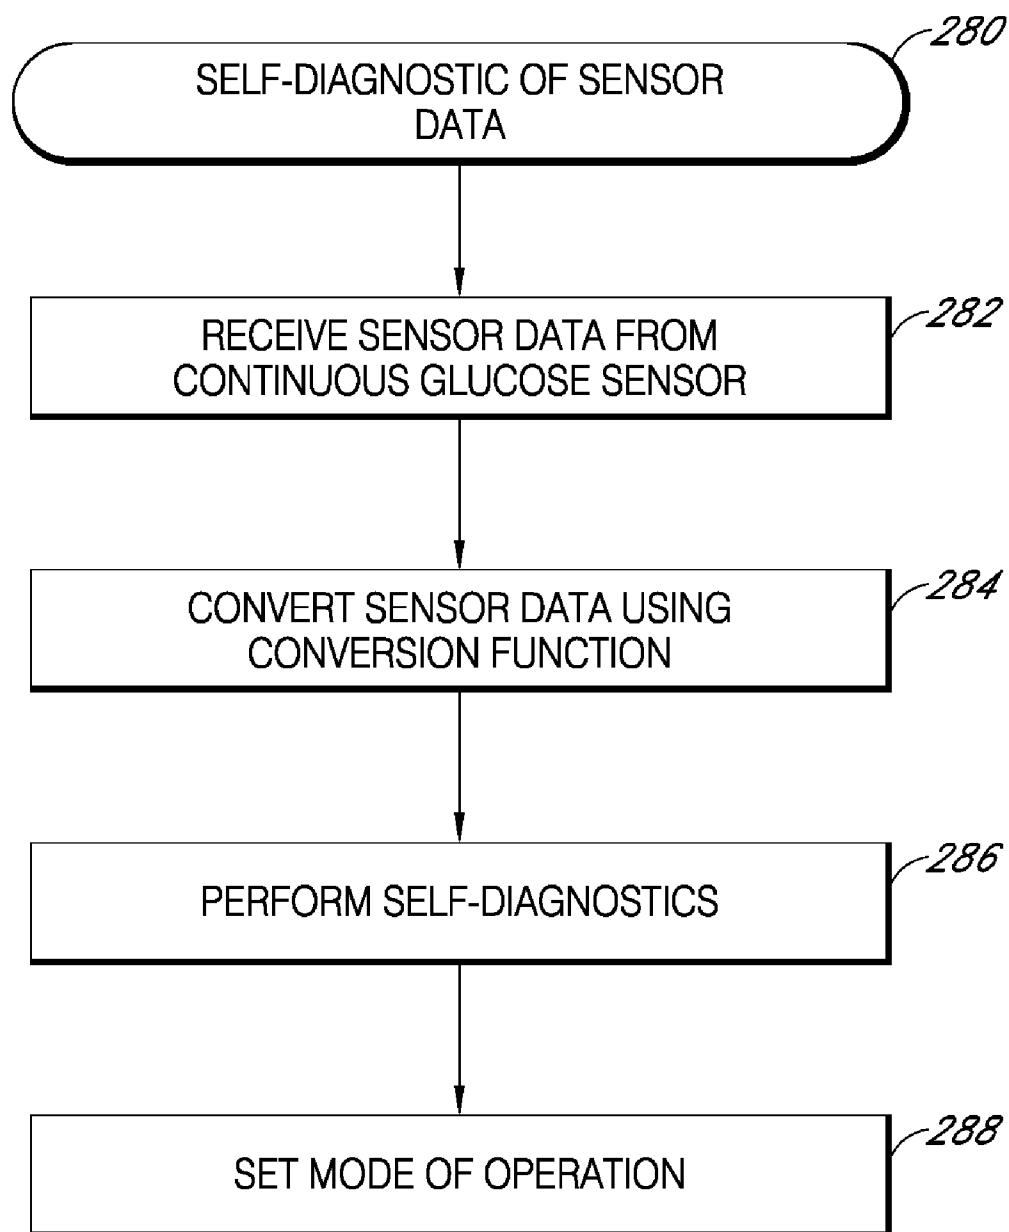 280
SELF-DIAGNOSTIC OF SENSOR
DATA
282
RECEIVE SENSOR DATA FROM
CONTINUOUS GLUCOSE SENSOR
284
CONVERT SENSOR DATA USING
CONVERSION FUNCTION
286
PERFORM SELF-DIAGNOSTICS
288
SET MODE OF OPERATION